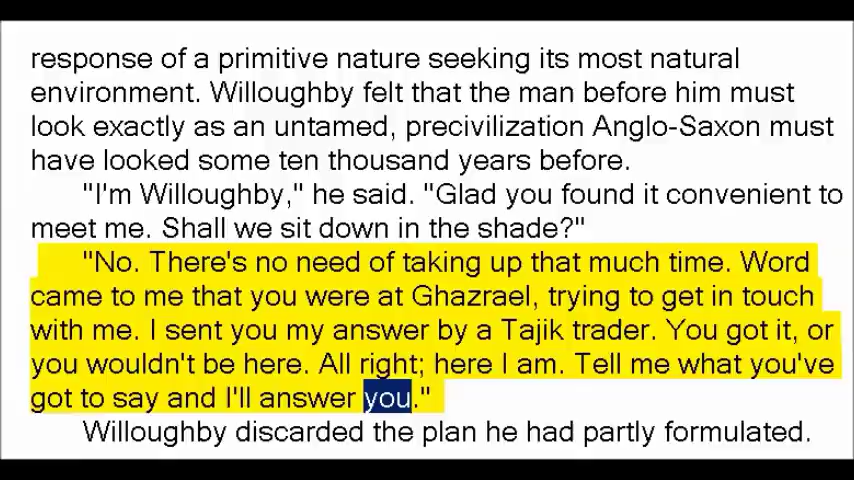 response of a primitive nature seeking its most natural
environment. Willoughby felt that the man before him must
look exactly as an untamed, precivilization Anglo-Saxon must
have looked some ten thousand years before.
"I'm Willoughby," he said. "Glad you found it convenient to
meet me. Shall we sit down in the shade?"
"No. There's no need of taking up that much time. Word
came to me that you were at Ghazrael, trying to get in touch
with me. I sent you my answer by a Tajik trader. You got it, or
you wouldn't be here. All right; here I am. Tell me what you've
got to say and I'll answer you."
Willoughby discarded the plan he had partly formulated.